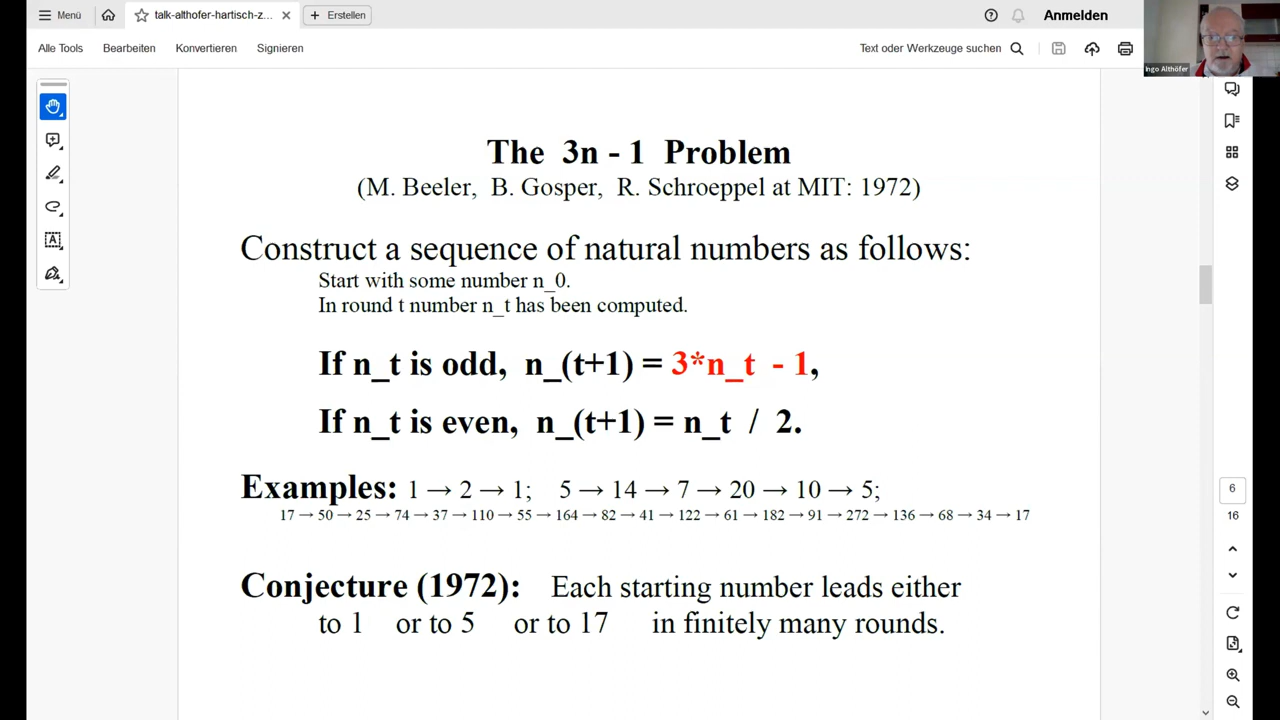 Menü
talk-althofer-hartisch-z...
Erstellen
Anmelden
Alle Tools
Bearbeiten
Konvertieren
Signieren
Text oder Werkzeuge suchen
Ingo Althöfer
The 3n - 1 Problem
(M. Beeler, B. Gosper, R. Schroeppel at MIT: 1972)
Construct a sequence of natural numbers as follows:
Start with some number n_0.
In round t number n_t has been computed.
If n_t is odd, n_(t+1) = 3*n_t - 1,
If n_t is even, n_(t+1) = n_t / 2.
Examples: 1 → 2 → 1; 5 → 14 → 7 → 20 → 10 → 5;
17 → 50 → 25 → 74 → 37 → 110 → 55 → 164 → 82 → 41 → 122 → 61 → 182 → 91 → 272 → 136 → 68 → 34 → 17
Conjecture (1972): Each starting number leads either
to 1 or to 5 or to 17 in finitely many rounds.
6
16